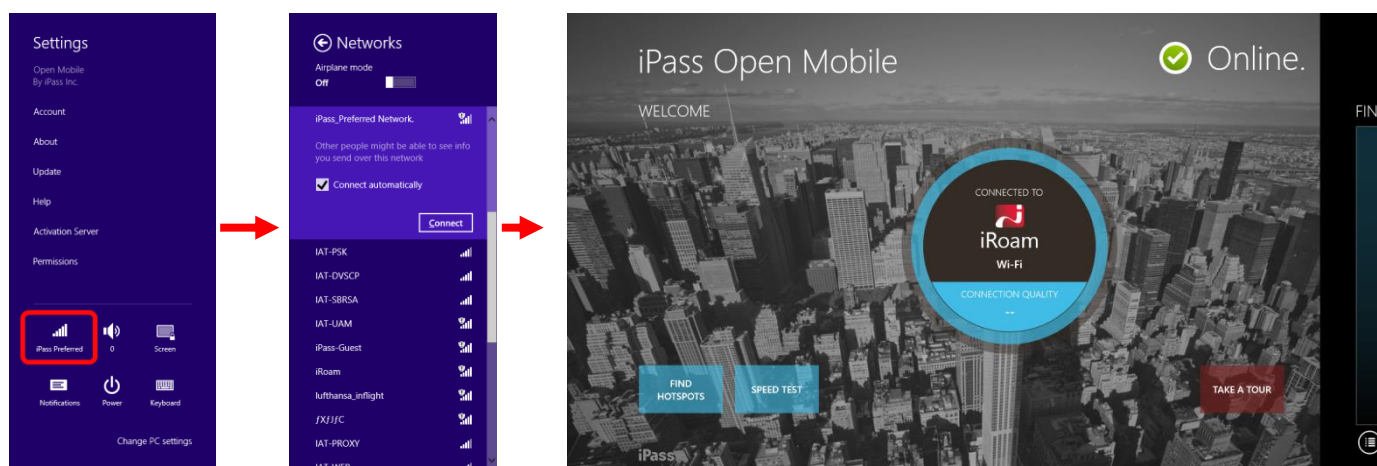 Settings
Open Mobile
By iPass Inc.
Account
About
Update
Help
Activation Server
Permissions
iPass Preferred
0
Screen
Notifications
Power
Keyboard
Change PC settings
Networks
Airplane mode
Off
iPass_Preferred Network.
Other people might be able to see info
you send over this network
Connect automatically
Connect
IAT-PSK
IAT-DVSCP
IAT-SBRSA
IAT-UAM
iPass-Guest
iRoam
lufthansa_inflight
IAT-PROXY
IAT-WEP
iPass Open Mobile
Online.
WELCOME
CONNECTED TO
iRoam
Wi-Fi
CONNECTION QUALITY
--
FIND
HOTSPOTS
SPEED TEST
TAKE A TOUR
iPass
FIN